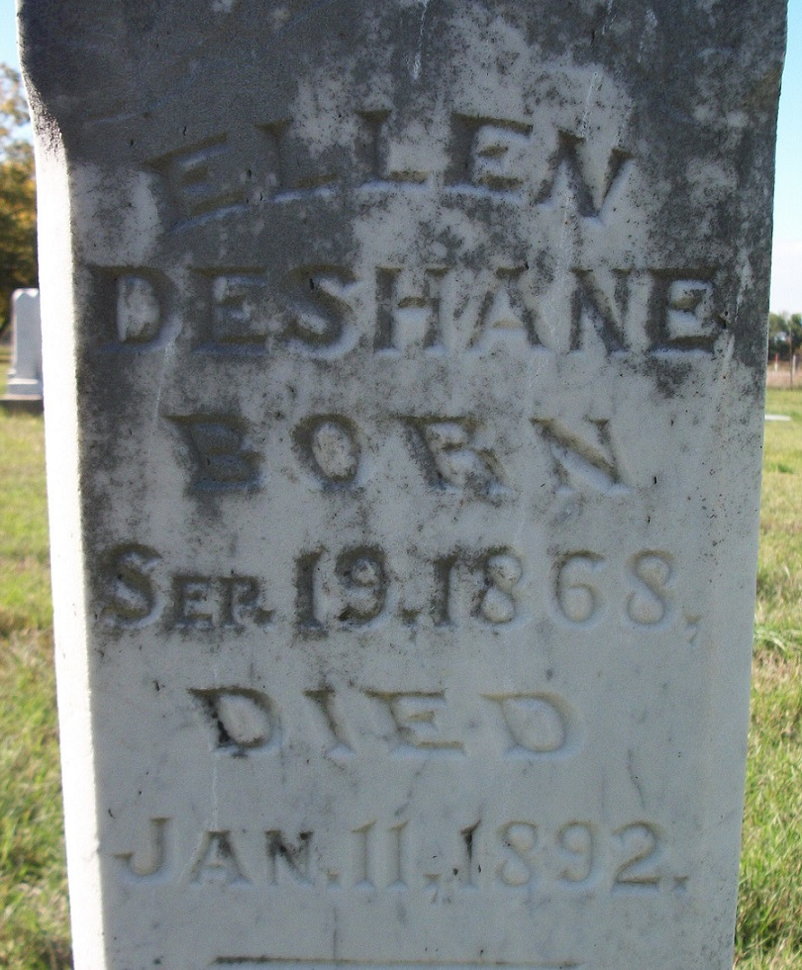 ELLEN
DESHANE
BORN
SEP. 19. 1868,
DIED
JAN. 11, 1892.